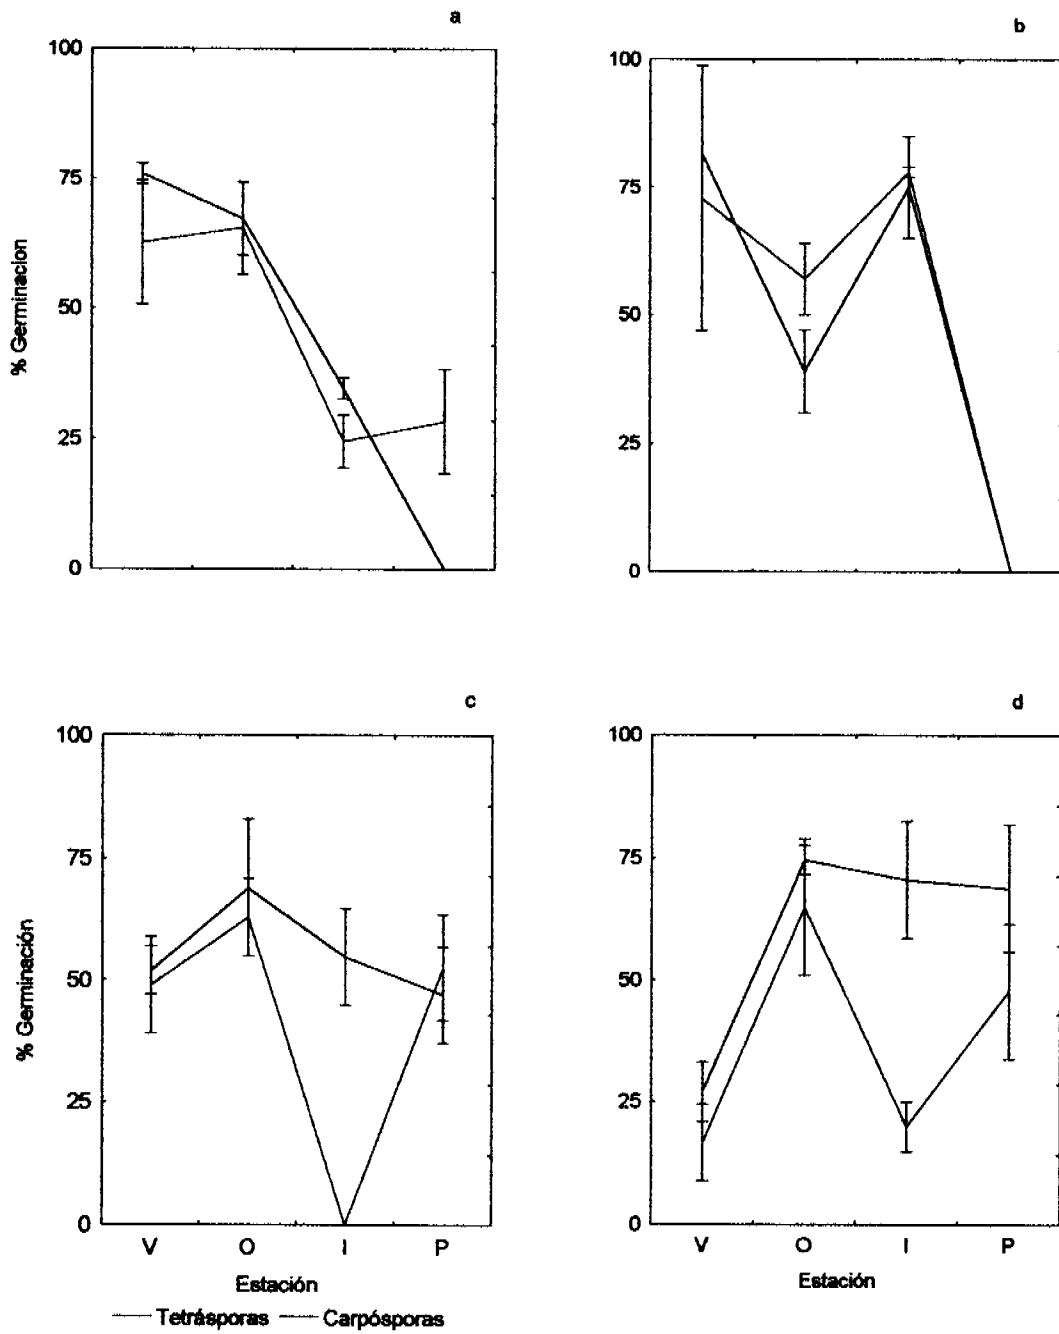 a
100
75
50
25
0
% Germinacion
b
100
75
50
25
0
c
100
75
50
25
0
% Germinación
V O I P
Estación
d
100
75
50
25
0
V O I P
Estación
Tetrásporas Carpósporas